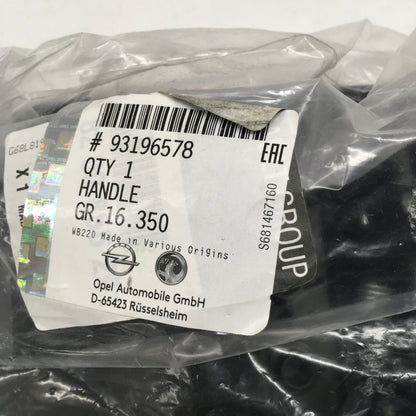 # 93196578
QTY 1
HANDLE
GR.16.350
WB220 Made in Various Origins
Opel Automobile GmbH
D-65423 Rüsselsheim
EAC
S681467160
GROUP
X1